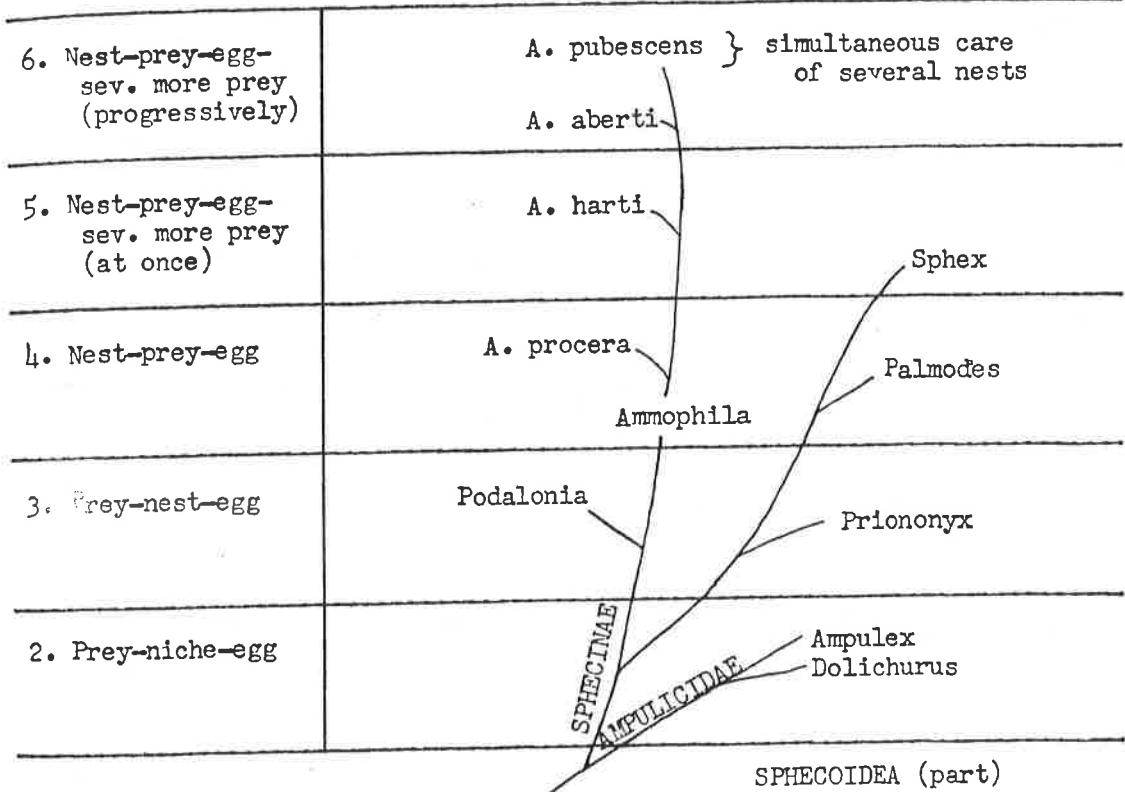 6. Nest-prey-egg-
sev. more prey
(progressively)
A. pubescens } simultaneous care
of several nests
A. aberti
5. Nest-prey-egg-
sev. more prey
(at once)
A. harti
Sphex
4. Nest-prey-egg
A. procera
Palmodes
Ammophila
3. Prey-nest-egg
Podalonia
Priononyx
2. Prey-niche-egg
SPHECINAE
AMPULICIDAE
Ampulex
Dolichurus
SPHECOIDEA (part)